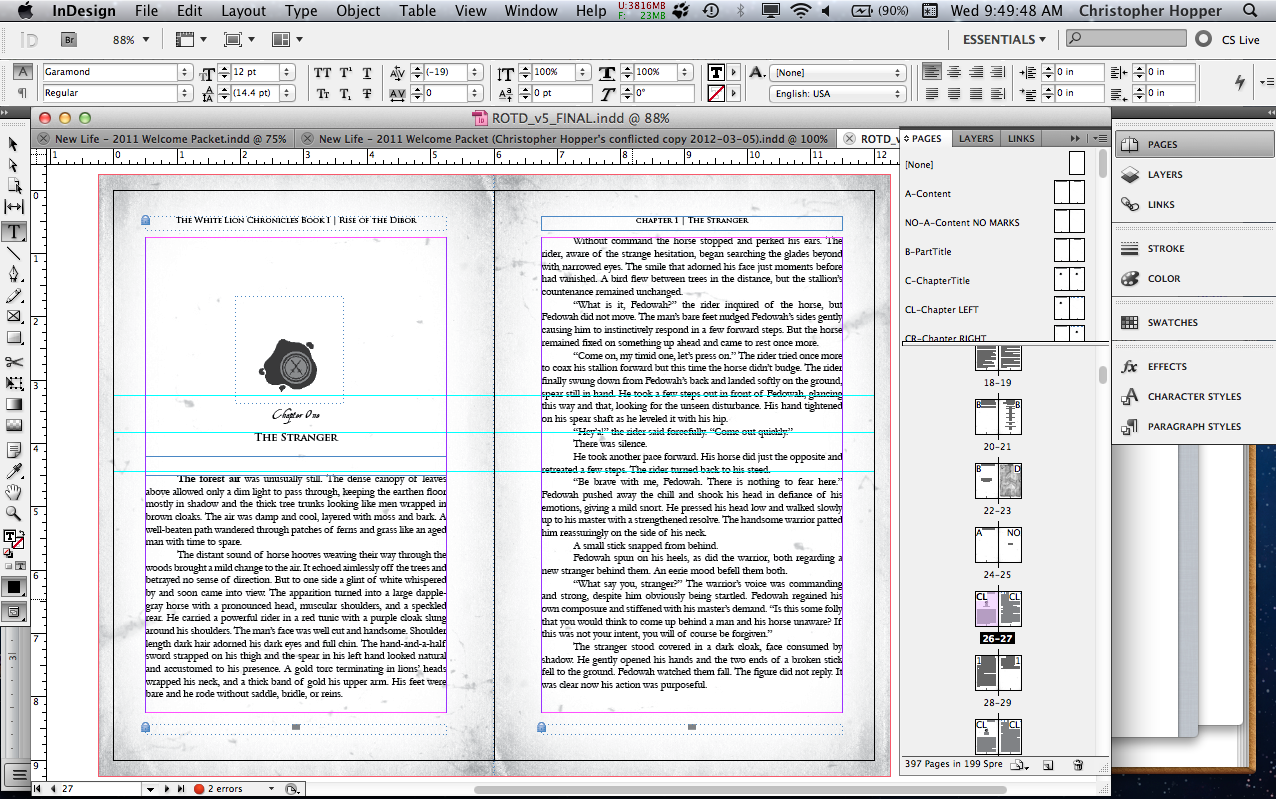 InDesign File Edit Layout Type Object Table View Window Help U:3816MB F: 23MB (90%) Wed 9:49:48 AM Christopher Hopper
Br 88% ESSENTIALS CS Live
Garamond 12 pt (-19) 100% 100% [None] 0 in 0 in
Regular (14.4 pt) 0 0 pt 0° English: USA 0 in 0 in
ROTD_v5_FINAL.indd @ 88%
New Life - 2011 Welcome Packet.indd @ 75% New Life - 2011 Welcome Packet (Christopher Hopper's conflicted copy 2012-03-05).indd @ 100% ROTD_v
1 0 1 2 3 4 5 6 7 8 9 10 11 12
The White Lion Chronicles Book I | Rise of the Dibor
Chapter One
The Stranger
The forest air was unusually still. The dense canopy of leaves
above allowed only a dim light to pass through, keeping the earthen floor
mostly in shadow and the thick tree trunks looking like men wrapped in
brown cloaks. The air was damp and cool, layered with moss and bark. A
well-beaten path wandered through patches of ferns and grass like an aged
man with time to spare.
The distant sound of horse hooves weaving their way through the
woods brought a mild change to the air. It echoed aimlessly off the trees and
betrayed no sense of direction. But to one side a glint of white whispered
by and soon came into view. The apparition turned into a large dapple-
gray horse with a pronounced head, muscular shoulders, and a speckled
rear. He carried a powerful rider in a red tunic with a purple cloak slung
around his shoulders. The man's face was well cut and handsome. Shoulder
length dark hair adorned his dark eyes and full chin. The hand-and-a-half
sword strapped on his thigh and the spear in his left hand looked natural
and accustomed to his presence. A gold torc terminating in lions' heads
wrapped his neck, and a thick band of gold his upper arm. His feet were
bare and he rode without saddle, bridle, or reins.
chapter 1 | The Stranger
Without command the horse stopped and perked his ears. The
rider, aware of the strange hesitation, began searching the glades beyond
with narrowed eyes. The smile that adorned his face just moments before
had vanished. A bird flew between trees in the distance, but the stallion's
countenance remained unchanged.
"What is it, Fedowah?" the rider inquired of the horse, but
Fedowah did not move. The man's bare feet nudged Fedowah's sides gently
causing him to instinctively respond in a few forward steps. But the horse
remained fixed on something up ahead and came to rest once more.
"Come on, my timid one, let's press on." The rider tried once more
to coax his stallion forward but this time the horse didn't budge. The rider
finally swung down from Fedowah's back and landed softly on the ground,
spear still in hand. He took a few steps out in front of Fedowah, glancing
this way and that, looking for the unseen disturbance. His hand tightened
on his spear shaft as he leveled it with his hip.
"Hey'a!" the rider said forcefully. "Come out quickly."
There was silence.
He took another pace forward. His horse did just the opposite and
retreated a few steps. The rider turned back to his steed.
"Be brave with me, Fedowah. There is nothing to fear here."
Fedowah pushed away the chill and shook his head in defiance of his
emotions, giving a mild snort. He pressed his head low and walked slowly
up to his master with a strengthened resolve. The handsome warrior patted
him reassuringly on the side of his neck.
A small stick snapped from behind.
Fedowah spun on his heels, as did the warrior, both regarding a
new stranger behind them. An eerie mood befell them both.
"What say you, stranger?" The warrior's voice was commanding
and strong, despite him obviously being startled. Fedowah regained his
own composure and stiffened with his master's demand. "Is this some folly
that you would think to come up behind a man and his horse unaware? If
this was not your intent, you will of course be forgiven."
The stranger stood covered in a dark cloak, face consumed by
shadow. He gently opened his hands and the two ends of a broken stick
fell to the ground. Fedowah watched them fall. The figure did not reply. It
was clear now his action was purposeful.
PAGES LAYERS LINKS
[None]
A-Content
NO-A-Content NO MARKS
B-PartTitle
C-ChapterTitle
CL-Chapter LEFT
CR-Chapter RIGHT
18-19
B B
20-21
B D
22-23
A NO
24-25
CL
26-27
1 1
28-29
CL CL
397 Pages in 199 Spre
PAGES
LAYERS
LINKS
STROKE
COLOR
SWATCHES
fx EFFECTS
CHARACTER STYLES
PARAGRAPH STYLES
27 2 errors